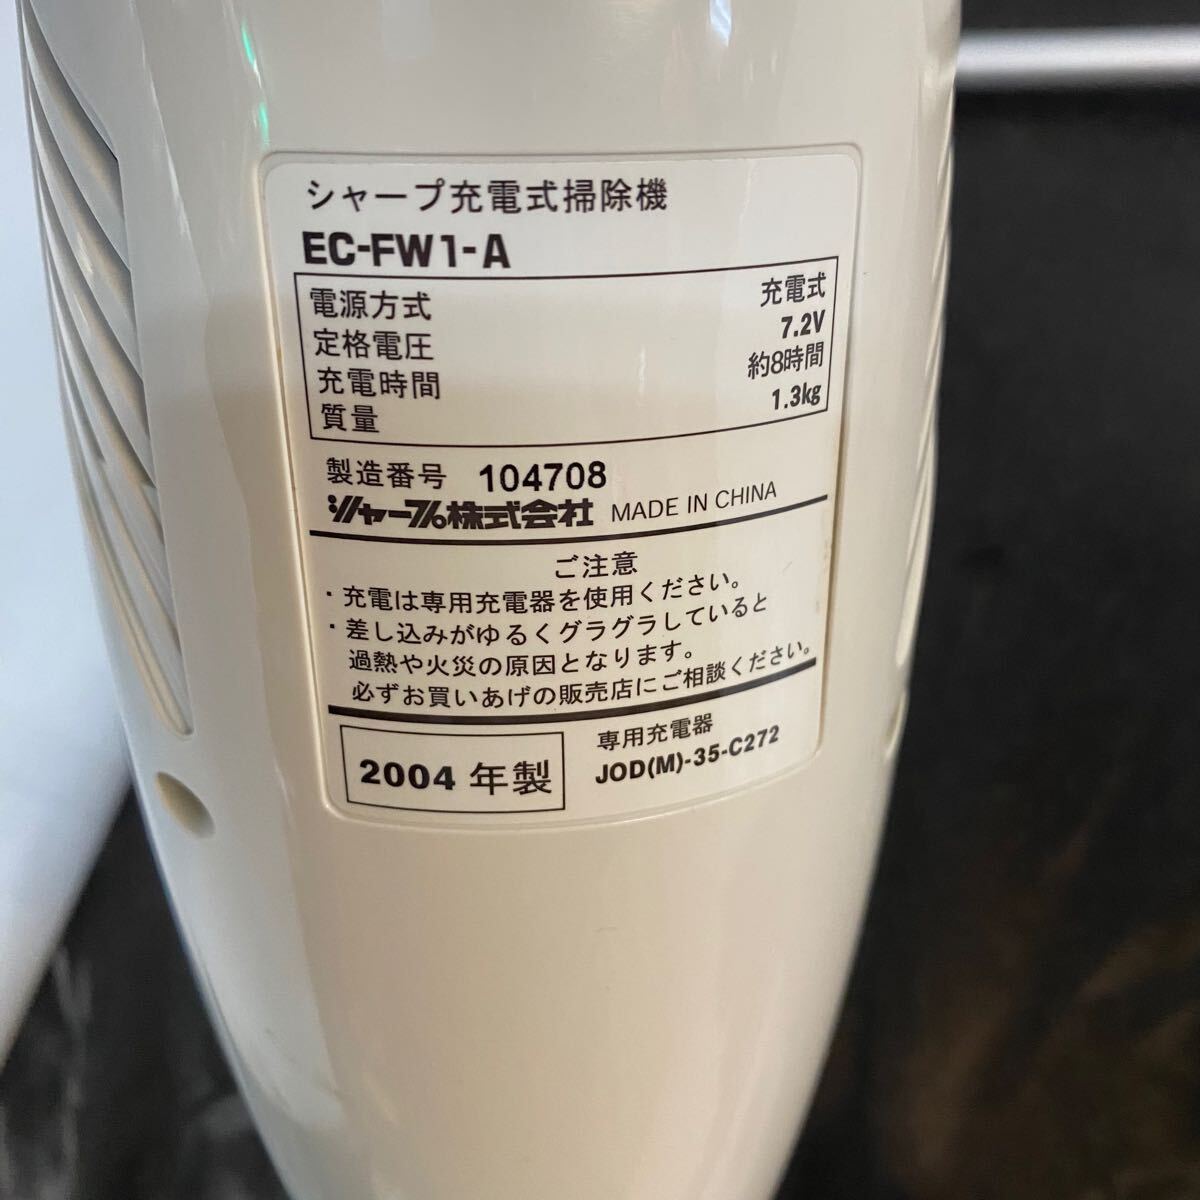 シャープ充電式掃除機
EC-FW1-A
電源方式 充電式
定格電圧 7.2V
充電時間 約8時間
質量 1.3kg
製造番号 104708
シャープ株式会社 MADE IN CHINA
ご注意
・充電は専用充電器を使用ください。
・差し込みがゆるくグラグラしていると
過熱や火災の原因となります。
必ずお買いあげの販売店にご相談ください。
2004 年製
専用充電器
JOD(M)-35-C272